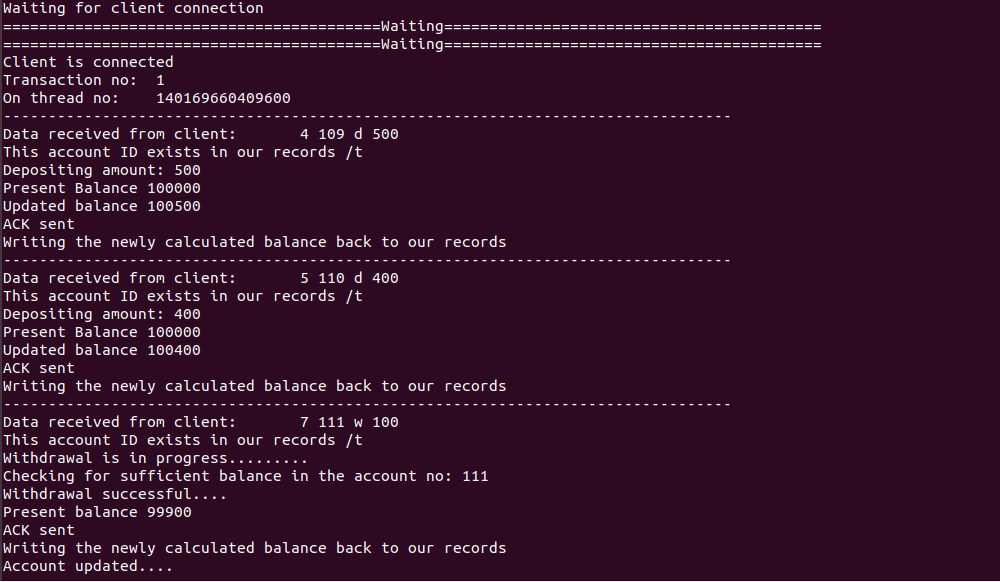 Waiting for client connection
==========================================Waiting==========================================
==========================================Waiting==========================================
Client is connected
Transaction no:  1
On thread no:    140169660409600
---------------------------------------------------------------------------------
Data received from client:       4 109 d 500
This account ID exists in our records /t
Depositing amount: 500
Present Balance 100000
Updated balance 100500
ACK sent
Writing the newly calculated balance back to our records
---------------------------------------------------------------------------------
Data received from client:       5 110 d 400
This account ID exists in our records /t
Depositing amount: 400
Present Balance 100000
Updated balance 100400
ACK sent
Writing the newly calculated balance back to our records
---------------------------------------------------------------------------------
Data received from client:       7 111 w 100
This account ID exists in our records /t
Withdrawal is in progress.........
Checking for sufficient balance in the account no: 111
Withdrawal successful....
Present balance 99900
ACK sent
Writing the newly calculated balance back to our records
Account updated....